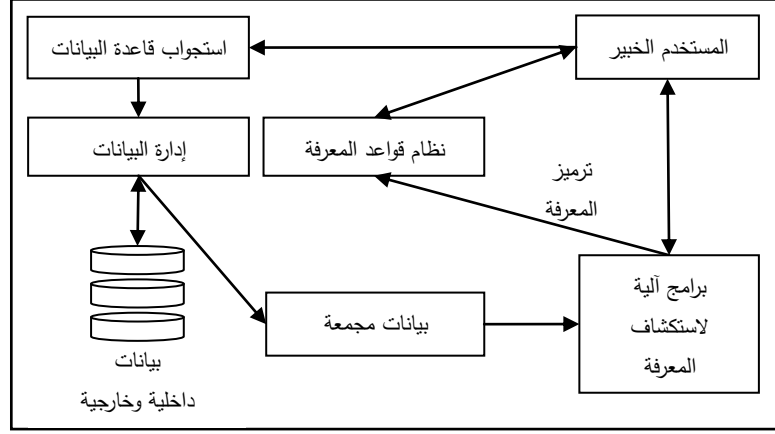 المستخدم الخبير
استجواب قاعدة البيانات
نظام قواعد المعرفة
إدارة البيانات
ترميز
المعرفة
برامج آلية
لاستكشاف
المعرفة
بيانات مجمعة
بيانات
داخلية وخارجية